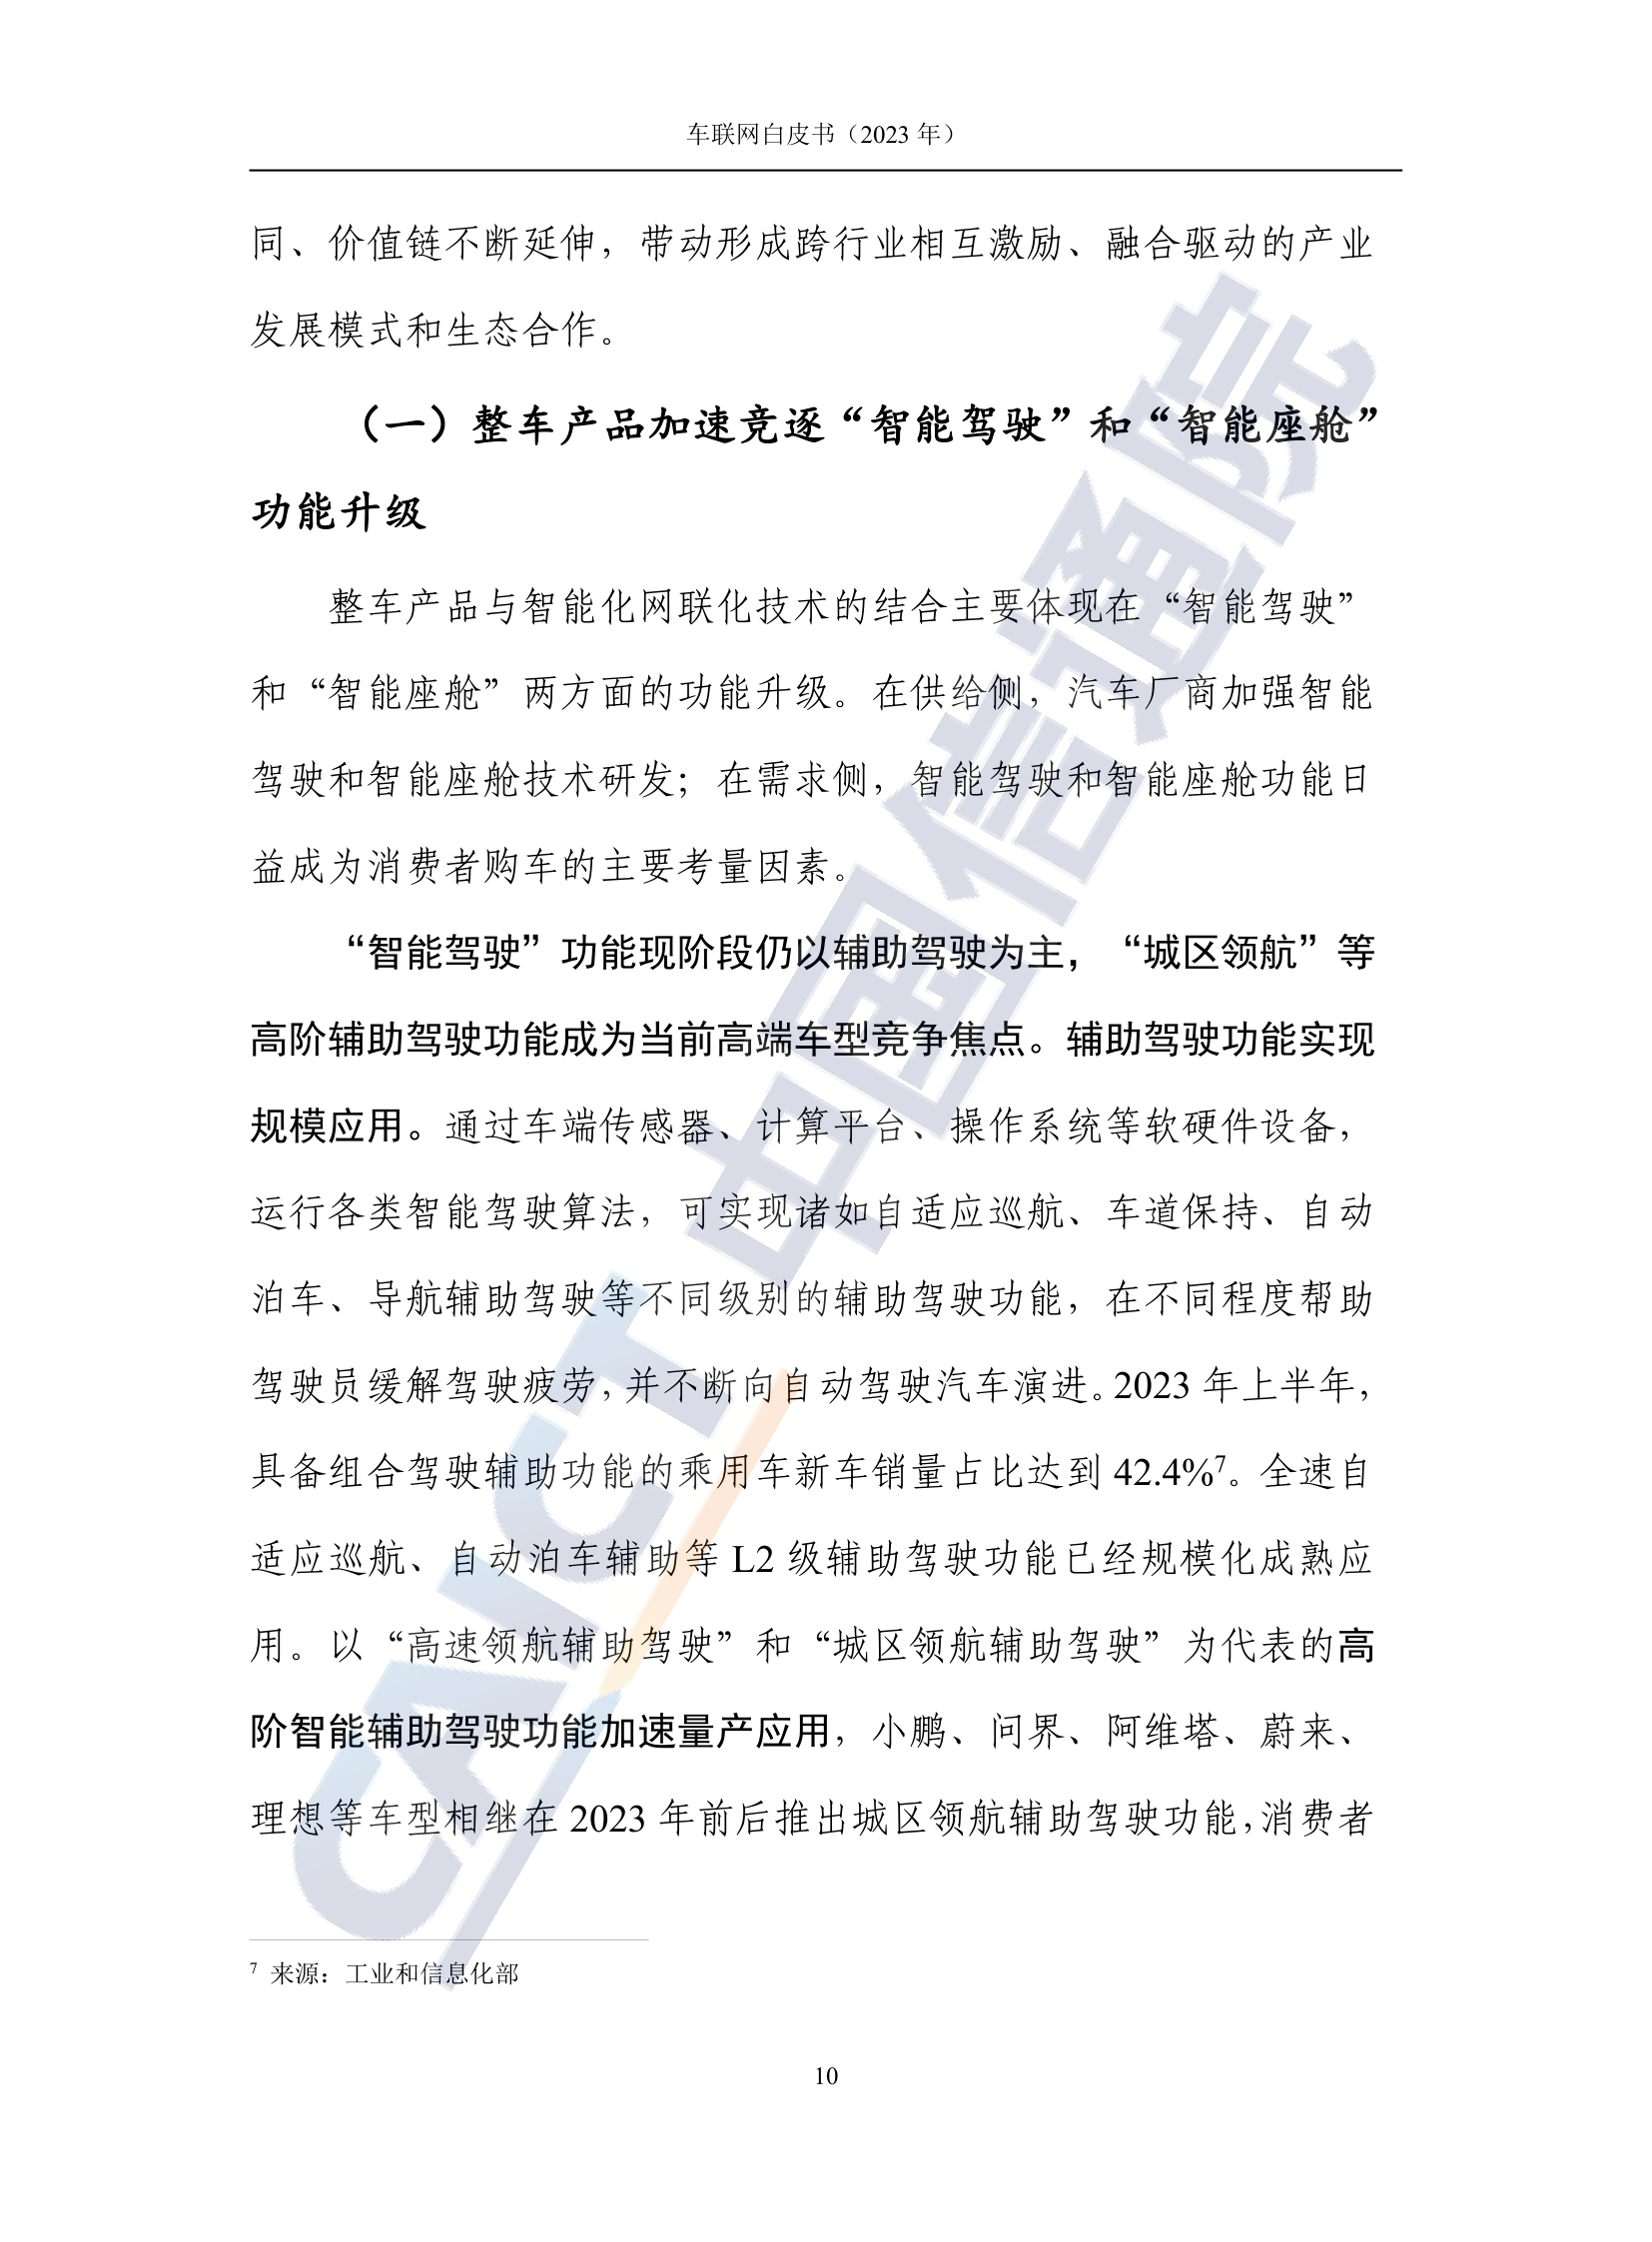 车联网白皮书（2023 年）
同、价值链不断延伸，带动形成跨行业相互激励、融合驱动的产业
发展模式和生态合作。
（一）整车产品加速竞逐“智能驾驶”和“智能座舱”
功能升级
整车产品与智能化网联化技术的结合主要体现在“智能驾驶”
和“智能座舱”两方面的功能升级。在供给侧，汽车厂商加强智能
驾驶和智能座舱技术研发；在需求侧，智能驾驶和智能座舱功能日
益成为消费者购车的主要考量因素。
“智能驾驶”功能现阶段仍以辅助驾驶为主，“城区领航”等
高阶辅助驾驶功能成为当前高端车型竞争焦点。辅助驾驶功能实现
规模应用。通过车端传感器、计算平台、操作系统等软硬件设备，
运行各类智能驾驶算法，可实现诸如自适应巡航、车道保持、自动
泊车、导航辅助驾驶等不同级别的辅助驾驶功能，在不同程度帮助
驾驶员缓解驾驶疲劳，并不断向自动驾驶汽车演进。2023 年上半年，
具备组合驾驶辅助功能的乘用车新车销量占比达到 42.4%7。全速自
适应巡航、自动泊车辅助等 L2 级辅助驾驶功能已经规模化成熟应
用。以“高速领航辅助驾驶”和“城区领航辅助驾驶”为代表的高
阶智能辅助驾驶功能加速量产应用，小鹏、问界、阿维塔、蔚来、
理想等车型相继在 2023 年前后推出城区领航辅助驾驶功能，消费者
7 来源：工业和信息化部
10
CAICT 中国信通院